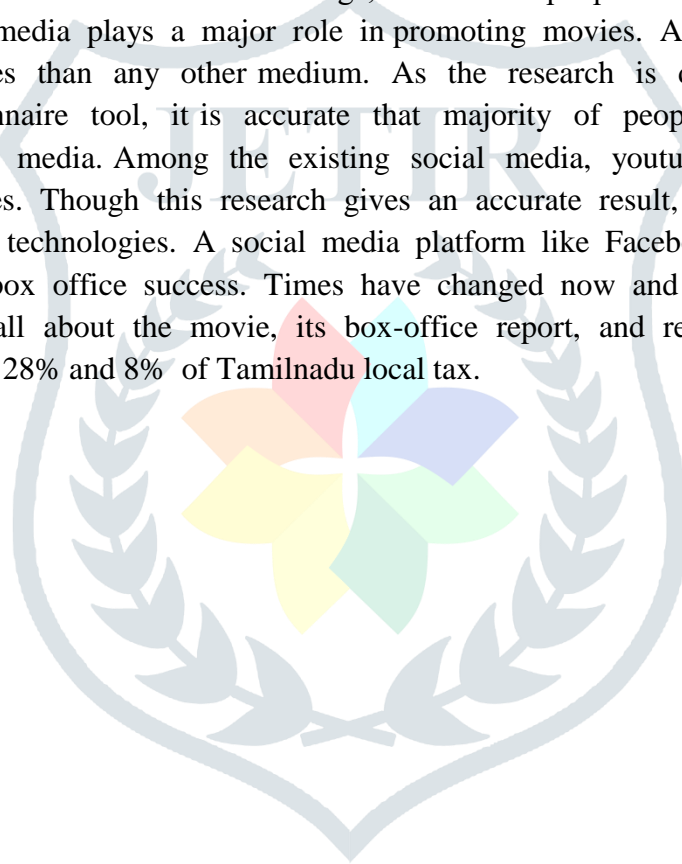 media plays a major role in promoting movies. A
es than any other medium. As the research is
nnaire tool, it is accurate that majority of peop
media. Among the existing social media, youtu
es. Though this research gives an accurate result,
technologies. A social media platform like Faceb
box office success. Times have changed now and
all about the movie, its box-office report, and re
28% and 8% of Tamilnadu local tax.
JETIR